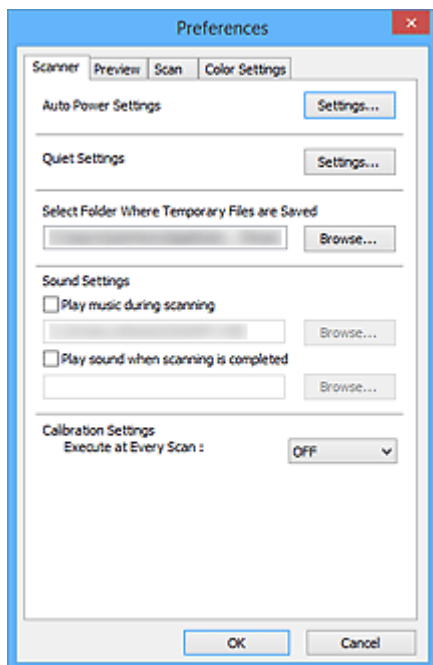 Preferences
Scanner Preview Scan Color Settings
Auto Power Settings Settings...
Quiet Settings Settings...
Select Folder Where Temporary Files are Saved
Browse...
Sound Settings
Play music during scanning
Browse...
Play sound when scanning is completed
Browse...
Calibration Settings
Execute at Every Scan : OFF
OK Cancel